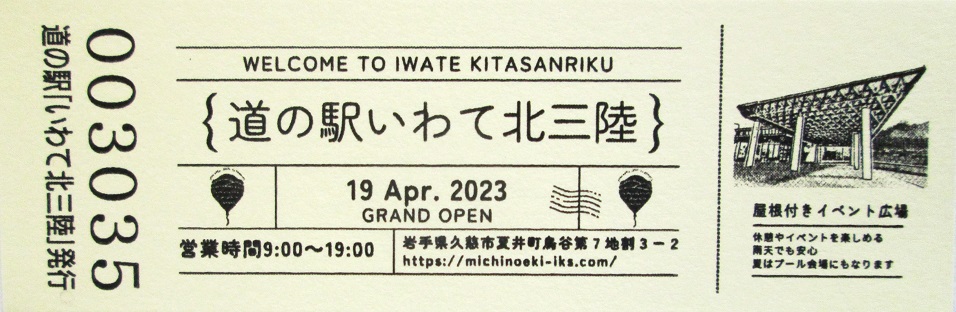 003035
道の駅「いわて北三陸」発行
WELCOME TO IWATE KITASANRIKU
{道の駅いわて北三陸}
19 Apr. 2023
GRAND OPEN
営業時間9:00～19:00
岩手県久慈市夏井町鳥谷第7地割3－2
https://michinoeki-iks.com/
屋根付きイベント広場
休憩やイベントを楽しめる
雨天でも安心
夏はプール会場にもなります